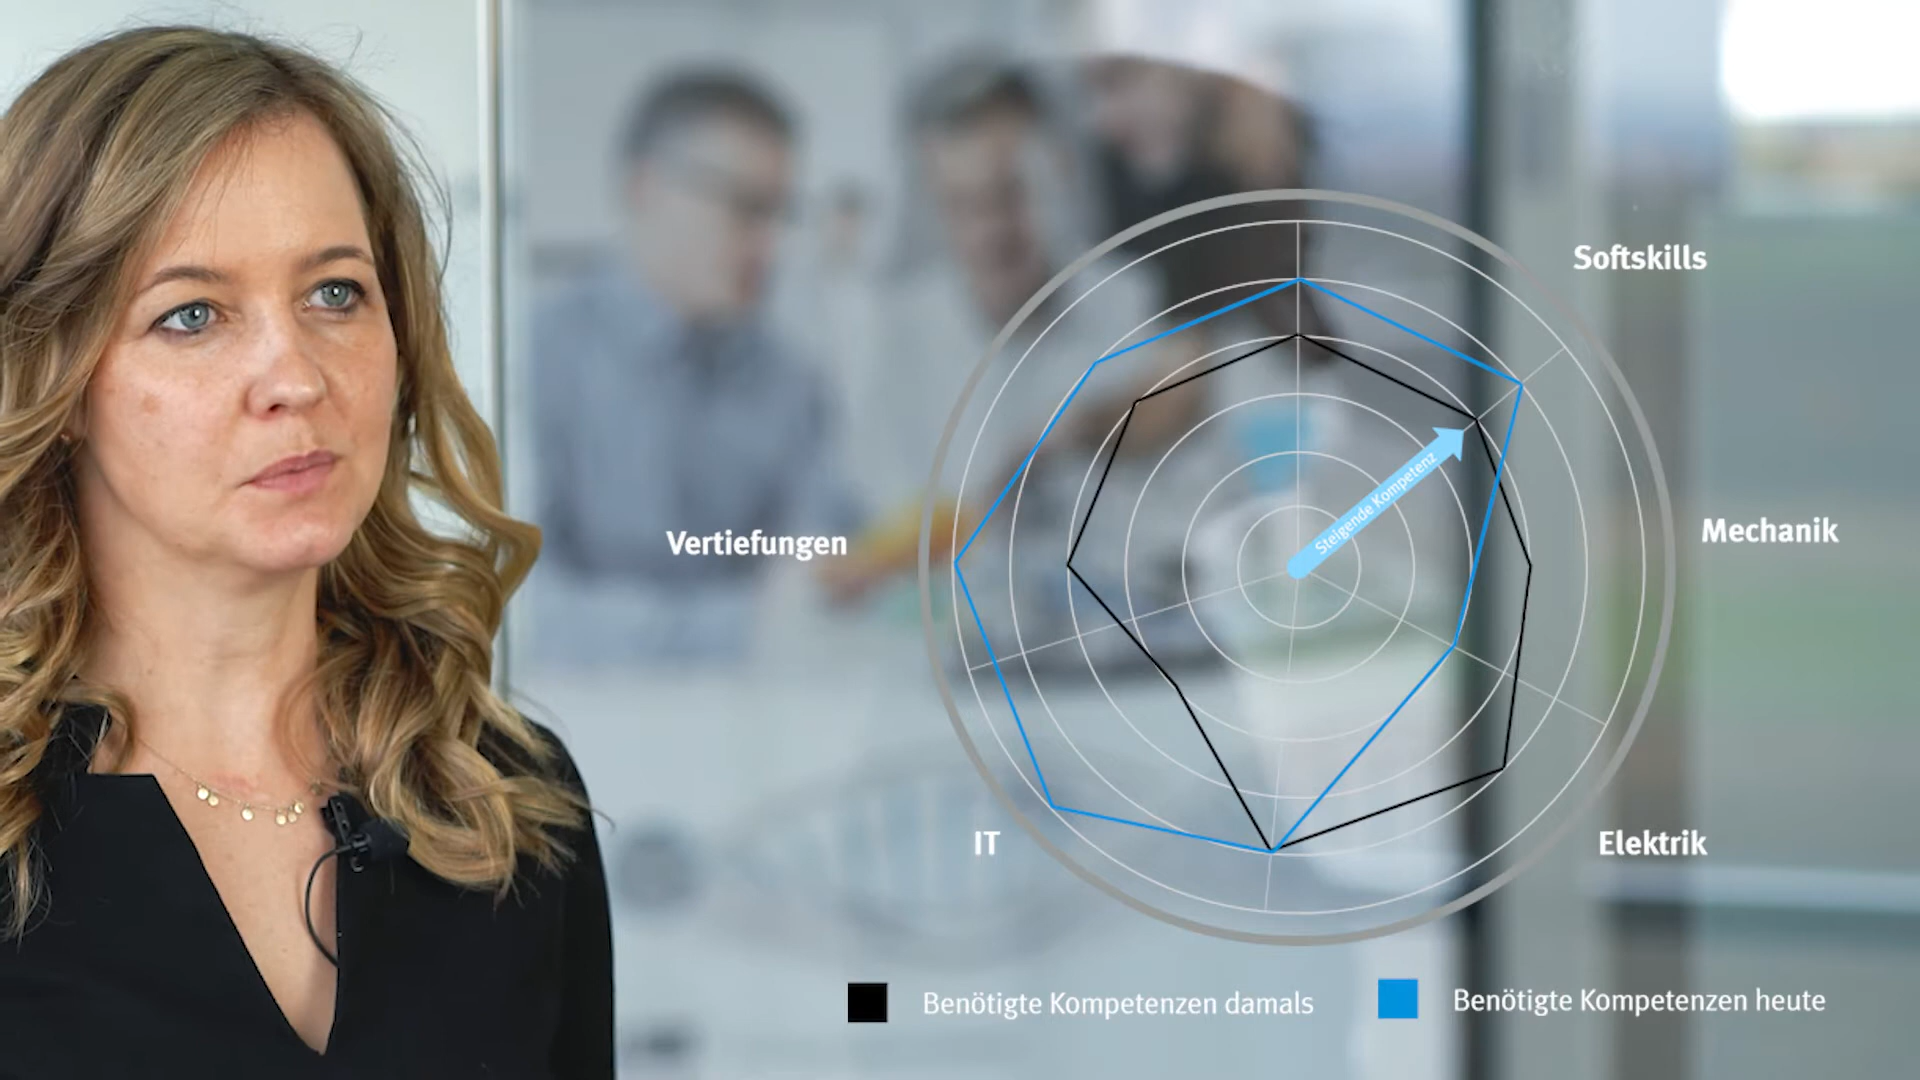 Softskills
Steigende Kompetenz
Vertiefungen
Mechanik
IT
Elektrik
Benötigte Kompetenzen damals
Benötigte Kompetenzen heute